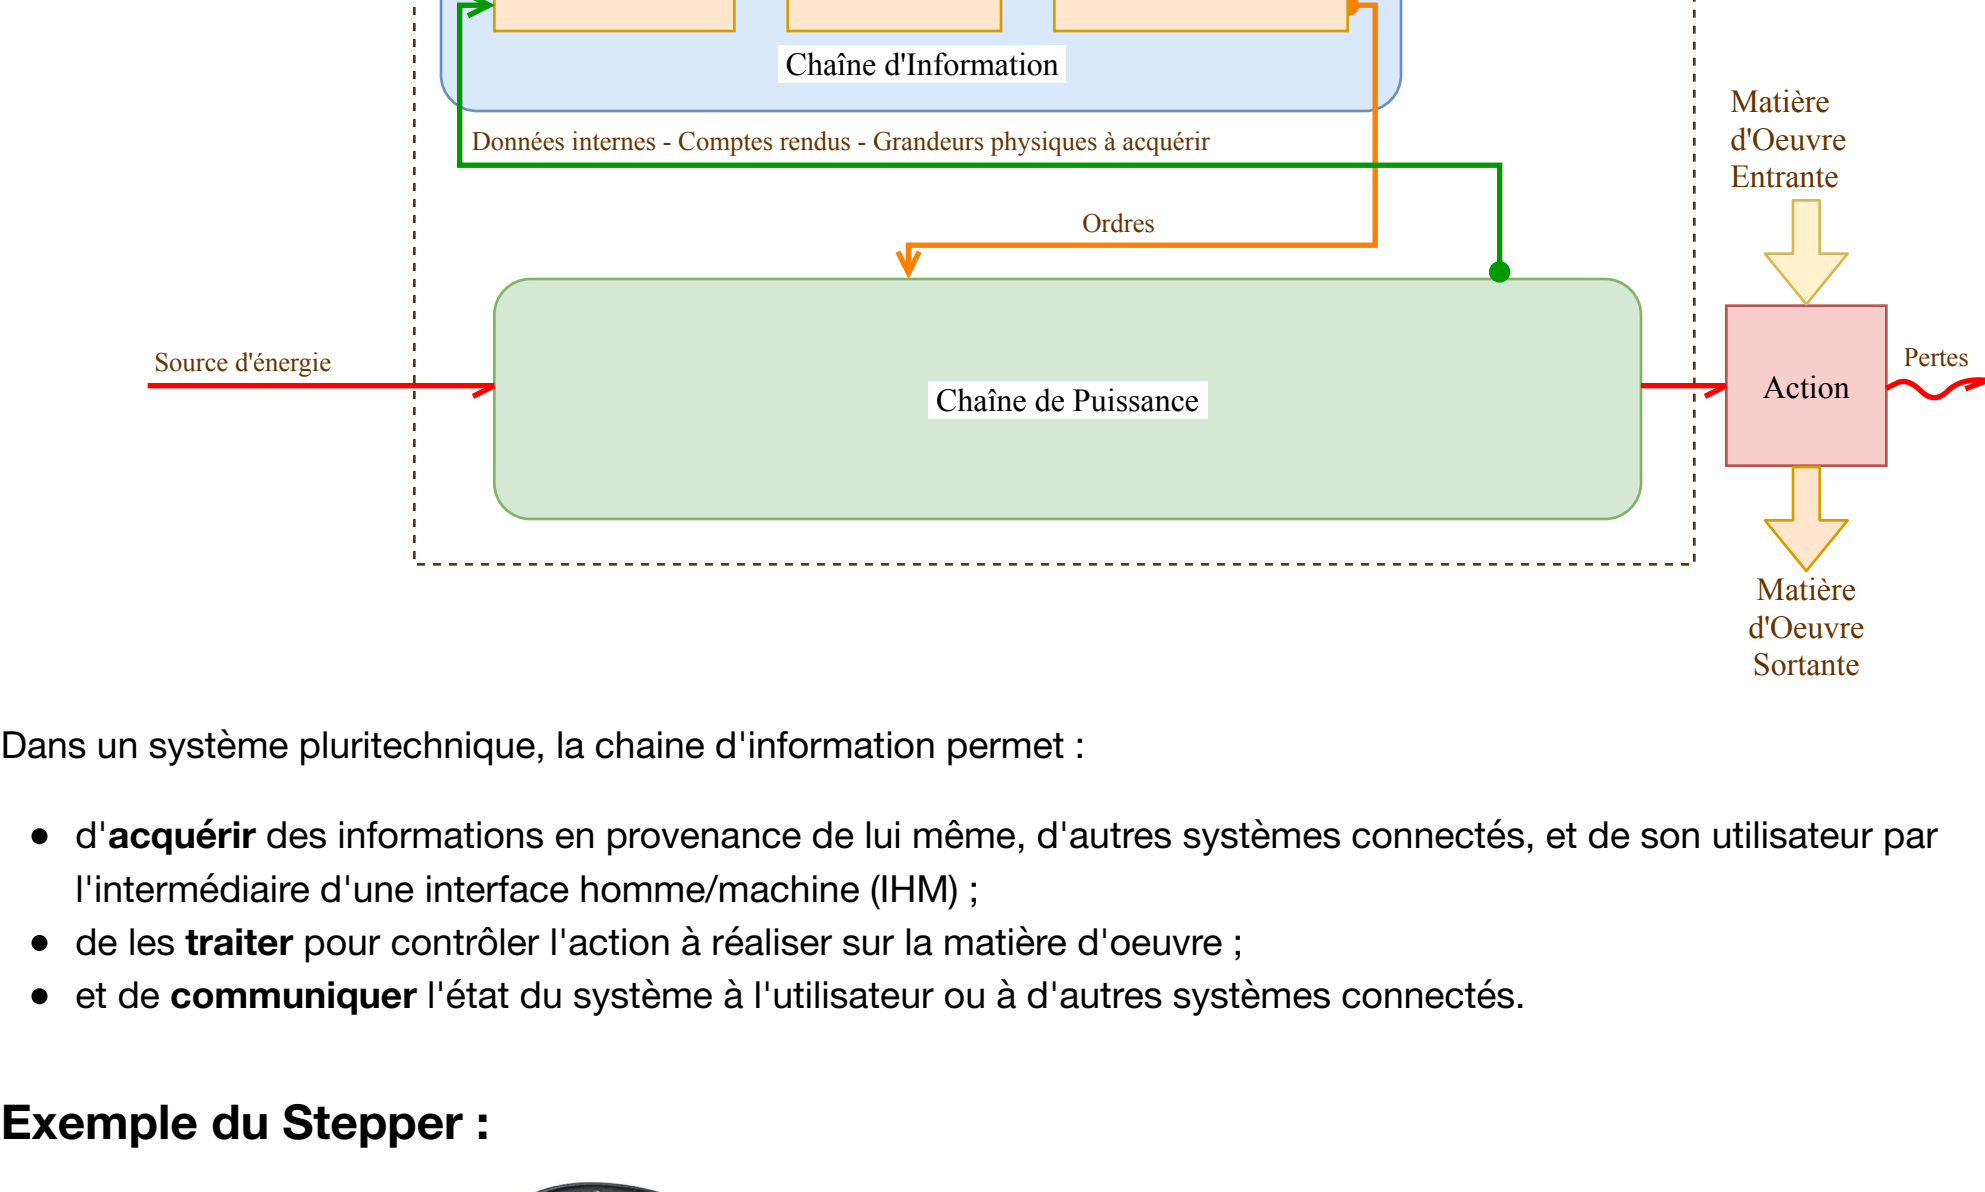 Chaîne d'Information
Données internes - Comptes rendus - Grandeurs physiques à acquérir
Matière
d'Oeuvre
Entrante
Ordres
Source d'énergie
Chaîne de Puissance
Action
Pertes
Matière
d'Oeuvre
Sortante
Dans un système pluritechnique, la chaine d'information permet :
d'acquérir des informations en provenance de lui même, d'autres systèmes connectés, et de son utilisateur par
l'intermédiaire d'une interface homme/machine (IHM) ;
de les traiter pour contrôler l'action à réaliser sur la matière d'oeuvre ;
et de communiquer l'état du système à l'utilisateur ou à d'autres systèmes connectés.
Exemple du Stepper :